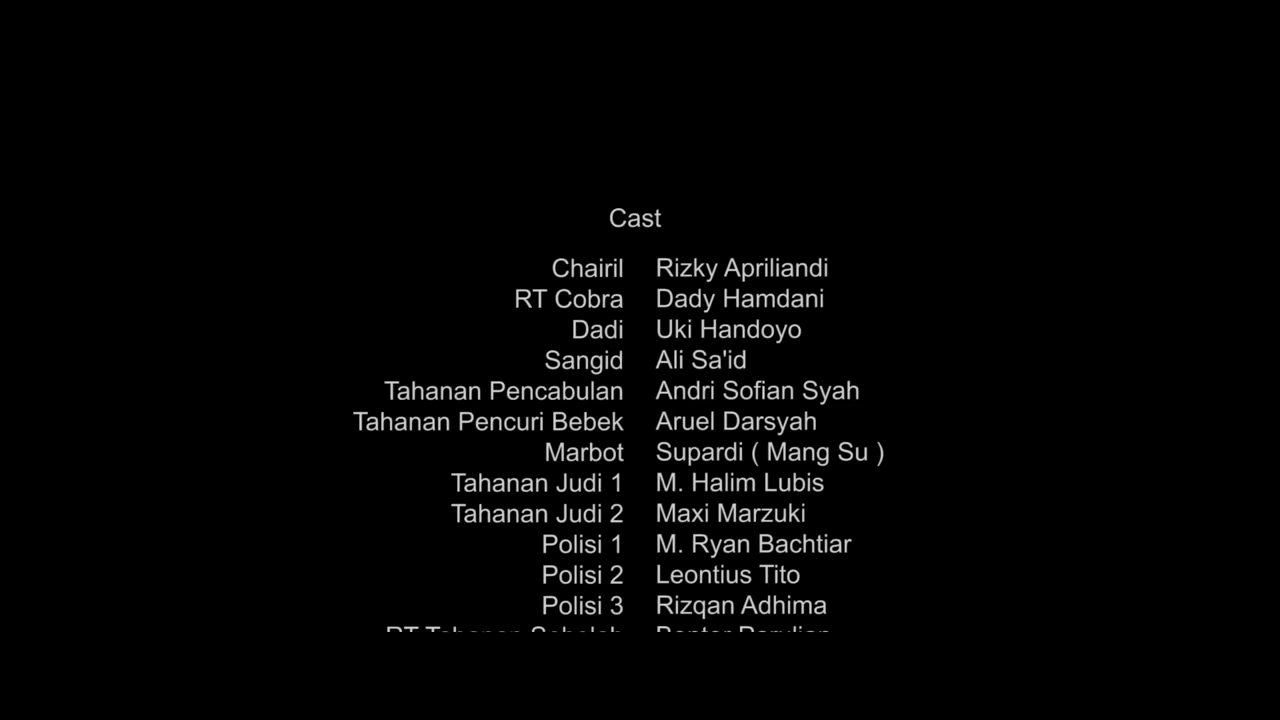 Cast
Chairil Rizky Apriliandi
RT Cobra Dady Hamdani
Dadi Uki Handoyo
Sangid Ali Sa'id
Tahanan Pencabulan Andri Sofian Syah
Tahanan Pencuri Bebek Aruel Darsyah
Marbot Supardi ( Mang Su )
Tahanan Judi 1 M. Halim Lubis
Tahanan Judi 2 Maxi Marzuki
Polisi 1 M. Ryan Bachtiar
Polisi 2 Leontius Tito
Polisi 3 Rizqan Adhima
RT Tahanan